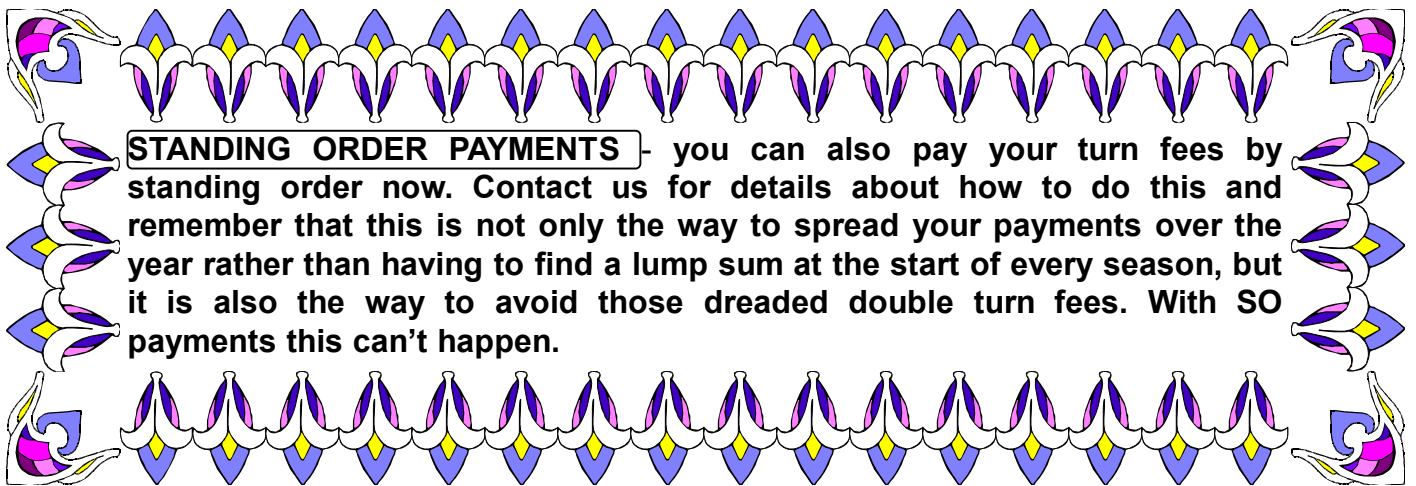 STANDING ORDER PAYMENTS - you can also pay your turn fees by
standing order now. Contact us for details about how to do this and
remember that this is not only the way to spread your payments over the
year rather than having to find a lump sum at the start of every season, but
it is also the way to avoid those dreaded double turn fees. With SO
payments this can’t happen.